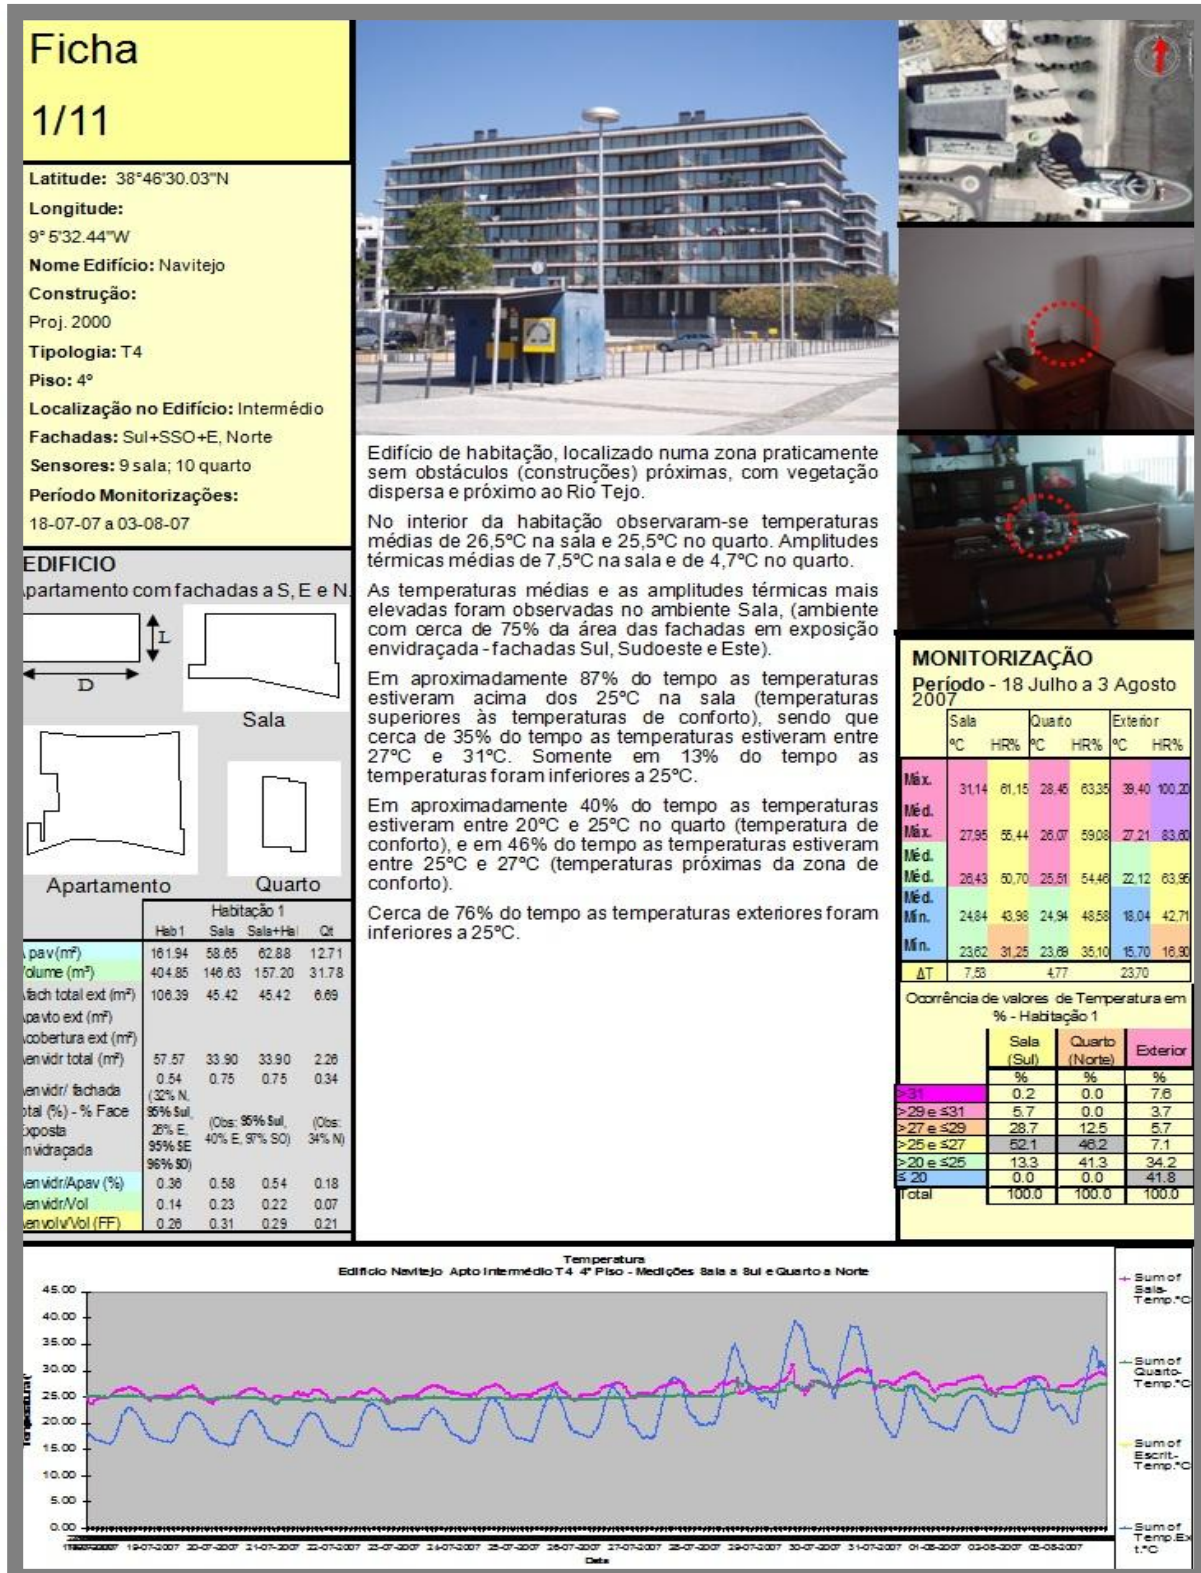 Ficha
1/11
Latitude: 38°46'30.03"N
Longitude:
9° 5'32.44"W
Nome Edifício: Navitejo
Construção:
Proj. 2000
Tipologia: T4
Piso: 4º
Localização no Edifício: Intermédio
Fachadas: Sul+SSO+E, Norte
Sensores: 9 sala; 10 quarto
Período Monitorizações:
18-07-07 a 03-08-07
EDIFICIO
partamento com fachadas a S, E e N.
L
D
Sala
Apartamento
Quarto
Habitação 1
Hab 1 Sala Sala+Hal Qt
pav(m²) 161.94 58.65 62.88 12.71
olume (m³) 404.85 146.63 157.20 31.78
fach total ext (m²) 106.39 45.42 45.42 6.69
pavto ext (m²)
cobertura ext (m²)
envidr total (m²) 57.57 33.90 33.90 2.26
envidr/ fachada
otal (%) - % Face
Exposta
nvidraçada
0.54 0.75 0.75 0.34
(32% N,
95% Sul,
26% E,
95% SE
96% SO)
(Obs: 95% Sul,
40% E, 97% SO)
(Obs:
34% N)
envidr/Apav (%) 0.36 0.58 0.54 0.18
envidr/Vol 0.14 0.23 0.22 0.07
envolv/Vol (FF) 0.26 0.31 0.29 0.21
Edifício de habitação, localizado numa zona praticamente
sem obstáculos (construções) próximas, com vegetação
dispersa e próximo ao Rio Tejo.
No interior da habitação observaram-se temperaturas
médias de 26,5ºC na sala e 25,5ºC no quarto. Amplitudes
térmicas médias de 7,5ºC na sala e de 4,7ºC no quarto.
As temperaturas médias e as amplitudes térmicas mais
elevadas foram observadas no ambiente Sala, (ambiente
com cerca de 75% da área das fachadas em exposição
envidraçada - fachadas Sul, Sudoeste e Este).
Em aproximadamente 87% do tempo as temperaturas
estiveram acima dos 25ºC na sala (temperaturas
superiores às temperaturas de conforto), sendo que
cerca de 35% do tempo as temperaturas estiveram entre
27ºC e 31ºC. Somente em 13% do tempo as
temperaturas foram inferiores a 25ºC.
Em aproximadamente 40% do tempo as temperaturas
estiveram entre 20ºC e 25ºC no quarto (temperatura de
conforto), e em 46% do tempo as temperaturas estiveram
entre 25ºC e 27ºC (temperaturas próximas da zona de
conforto).
Cerca de 76% do tempo as temperaturas exteriores foram
inferiores a 25ºC.
MONITORIZAÇÃO
Período - 18 Julho a 3 Agosto
2007
Sala Quarto Exterior
ºC HR% ºC HR% ºC HR%
Máx. 31,14 61,15 28,45 63,35 39,40 100,20
Méd. Máx. 27,95 55,44 26,07 59,08 27,21 83,60
Méd. Méd. 26,43 50,70 25,51 54,46 22,12 63,95
Méd. Mín. 24,84 43,98 24,94 48,58 18,04 42,71
Mín. 23,62 31,25 23,69 35,10 15,70 16,90
ΔT 7,53 4,77 23,70
Ocorrência de valores de Temperatura em
% - Habitação 1
Sala (Sul) Quarto (Norte) Exterior
% % %
>31 0.2 0.0 7.6
>29 e ≤31 5.7 0.0 3.7
>27 e ≤29 28.7 12.5 5.7
>25 e ≤27 52.1 46.2 7.1
>20 e ≤25 13.3 41.3 34.2
≤ 20 0.0 0.0 41.8
Total 100.0 100.0 100.0
Temperatura
Edifício Navitejo Apto Intermédio T4 4º Piso - Medições Sala a Sul e Quarto a Norte
45.00
40.00
35.00
30.00
25.00
20.00
15.00
10.00
5.00
0.00
19-07-2007 20-07-2007 21-07-2007 22-07-2007 23-07-2007 24-07-2007 25-07-2007 26-07-2007 27-07-2007 28-07-2007 29-07-2007 30-07-2007 31-07-2007 01-08-2007
Data
Sum of
Sala-
Temp.ºC
Sum of
Quarto-
Temp.ºC
Sum of
Escrit.-
Temp.ºC
Sum of
Temp.Ex
t.ºC